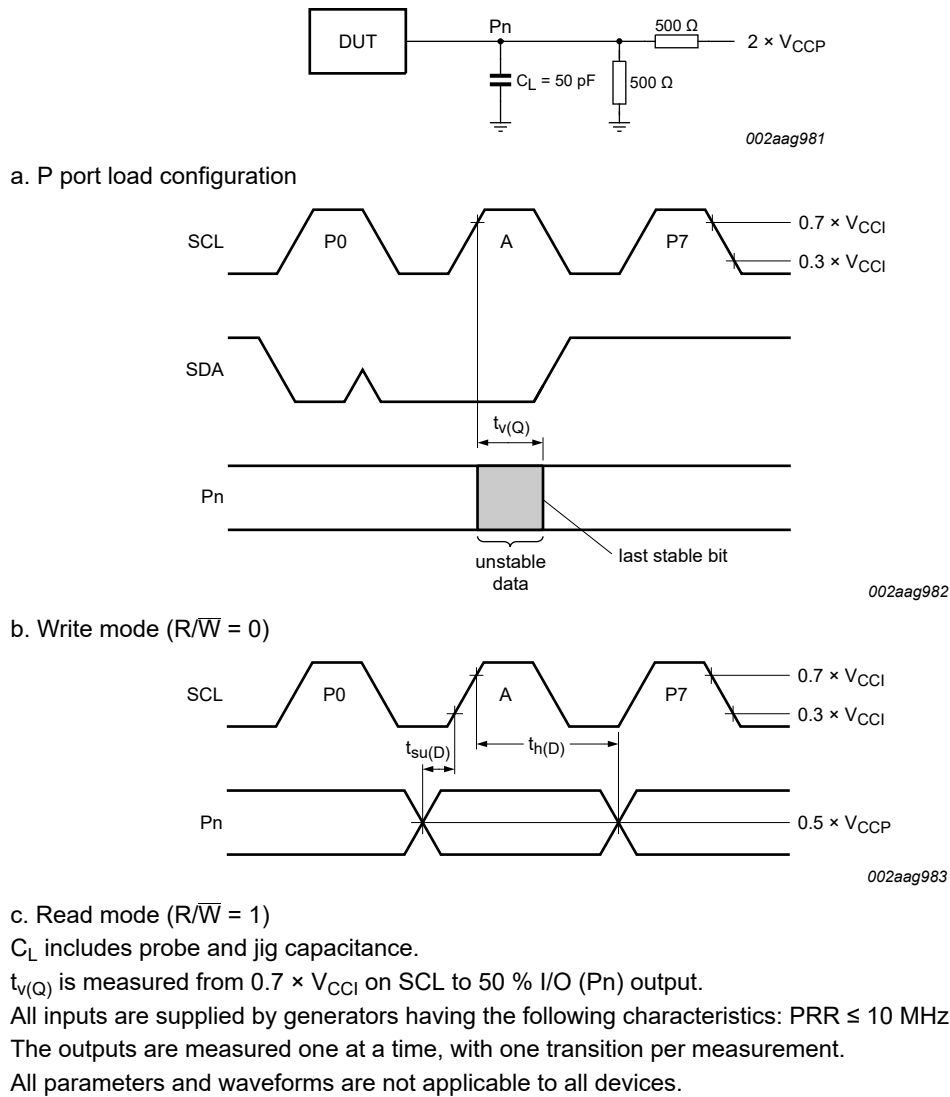 DUT
Pn
500 Ω
2 × VCCP
CL = 50 pF
500 Ω
002aag981
a. P port load configuration
SCL
P0
A
P7
0.7 × VCCI
0.3 × VCCI
SDA
tv(Q)
Pn
unstable
data
last stable bit
002aag982
b. Write mode (R/W̅ = 0)
SCL
P0
A
P7
0.7 × VCCI
0.3 × VCCI
tsu(D)
th(D)
Pn
0.5 × VCCP
002aag983
c. Read mode (R/W̅ = 1)
CL includes probe and jig capacitance.
tv(Q) is measured from 0.7 × VCCI on SCL to 50 % I/O (Pn) output.
All inputs are supplied by generators having the following characteristics: PRR ≤ 10 MHz
The outputs are measured one at a time, with one transition per measurement.
All parameters and waveforms are not applicable to all devices.